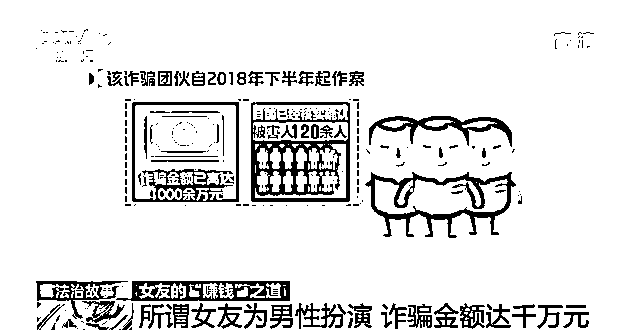 该诈骗团伙自2018年下半年起作案
目前已经核实确认
被害人120余人
诈骗金额已高达
1000余万元
法治故事
女友的"赚钱"之道
所谓女友为男性扮演 诈骗金额达千万元